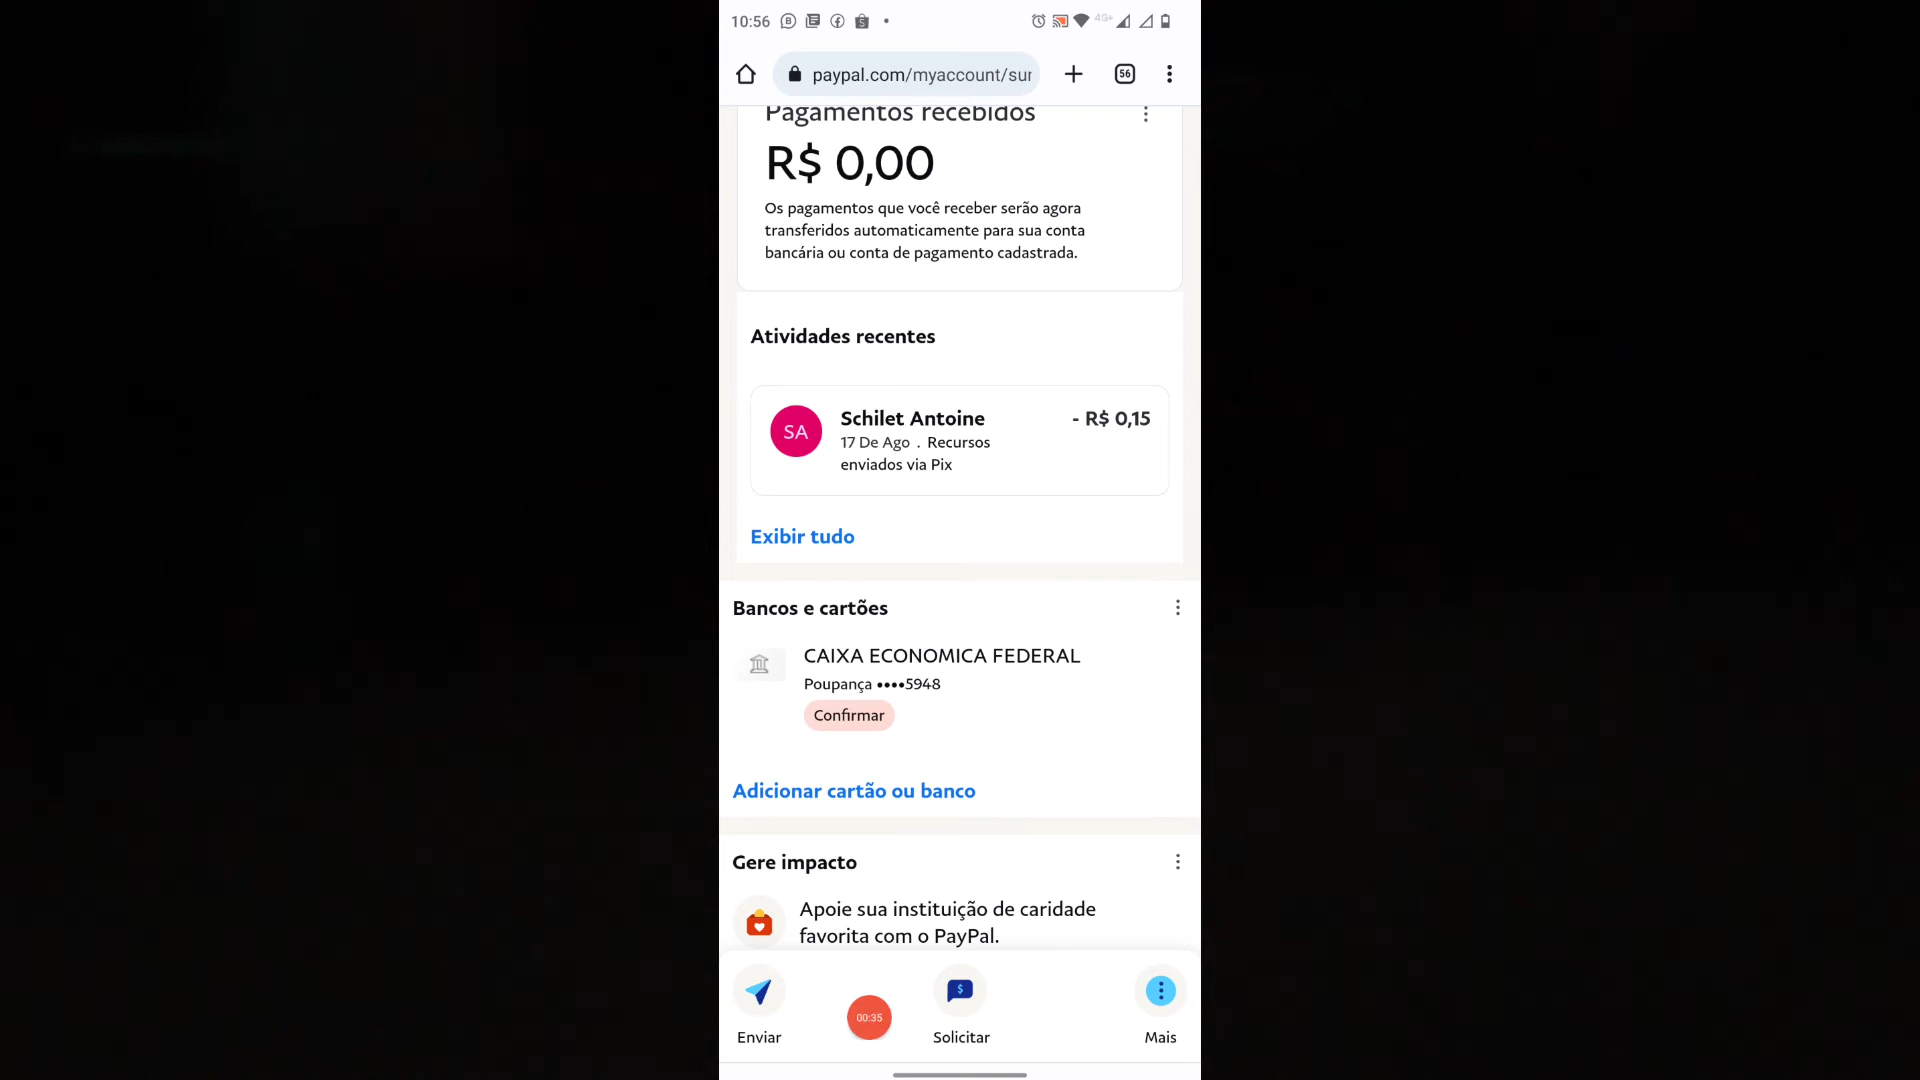 10:56
4G+
paypal.com/myaccount/sur
56
Pagamentos recebidos
R$ 0,00
Os pagamentos que você receber serão agora
transferidos automaticamente para sua conta
bancária ou conta de pagamento cadastrada.
Atividades recentes
SA
Schilet Antoine
- R$ 0,15
17 De Ago . Recursos
enviados via Pix
Exibir tudo
Bancos e cartões
CAIXA ECONOMICA FEDERAL
Poupança ••••5948
Confirmar
Adicionar cartão ou banco
Gere impacto
Apoie sua instituição de caridade
favorita com o PayPal.
Enviar
00:35
Solicitar
Mais